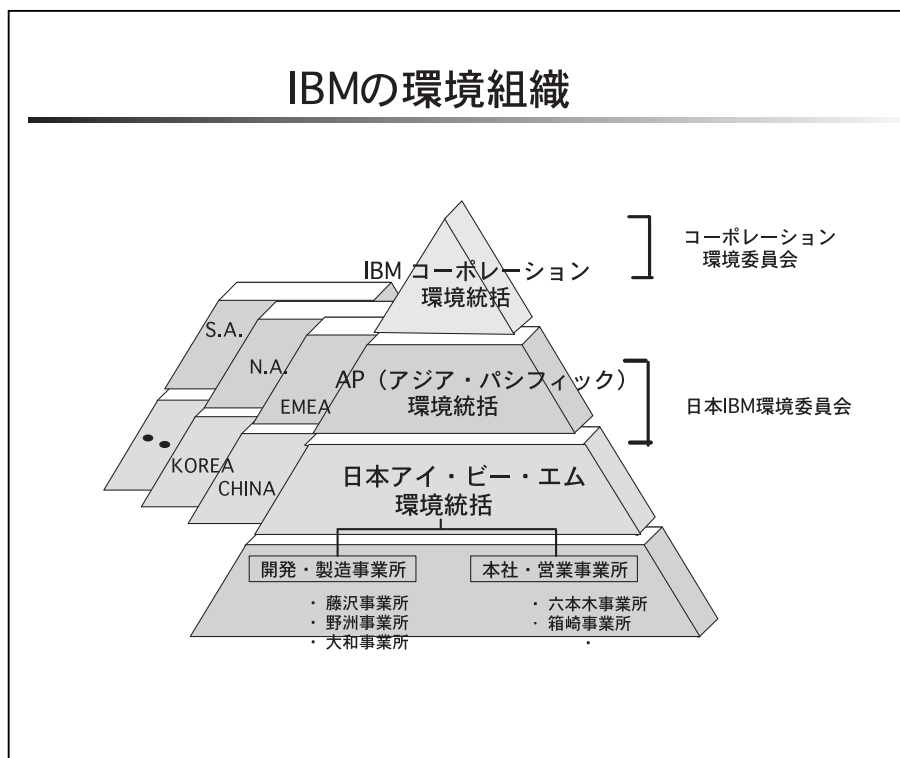 IBMの環境組織
コーポレーション
環境委員会
IBM コーポレーション
環境統括
S.A.
N.A.
EMEA
AP（アジア・パシフィック）
環境統括
日本IBM環境委員会
KOREA
CHINA
日本アイ・ビー・エム
環境統括
開発・製造事業所
本社・営業事業所
・ 藤沢事業所
・ 野洲事業所
・ 大和事業所
・ 六本木事業所
・ 箱崎事業所
・